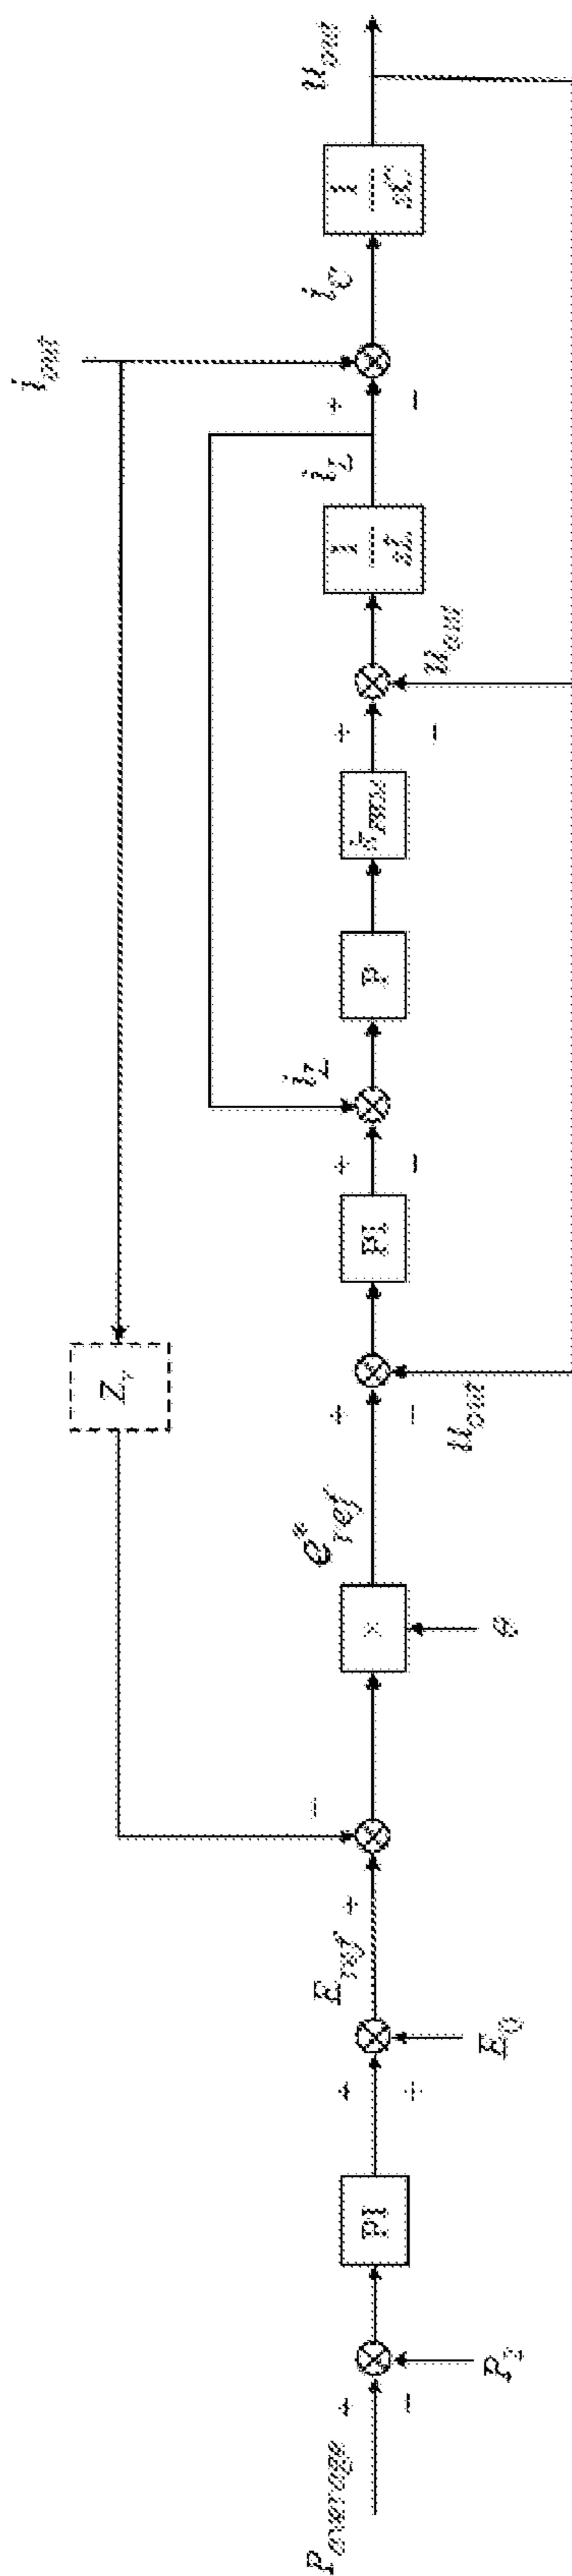 P_average
+
−
P_2
PI
+
+
E_0
E_ref
+
−
Z_v
×
θ
e*_ref
+
−
u_out
PI
+
−
i_L
P
k_PWM
+
−
u_out
1
sL
i_L
+
−
i_out
i_C
1
sC
u_out